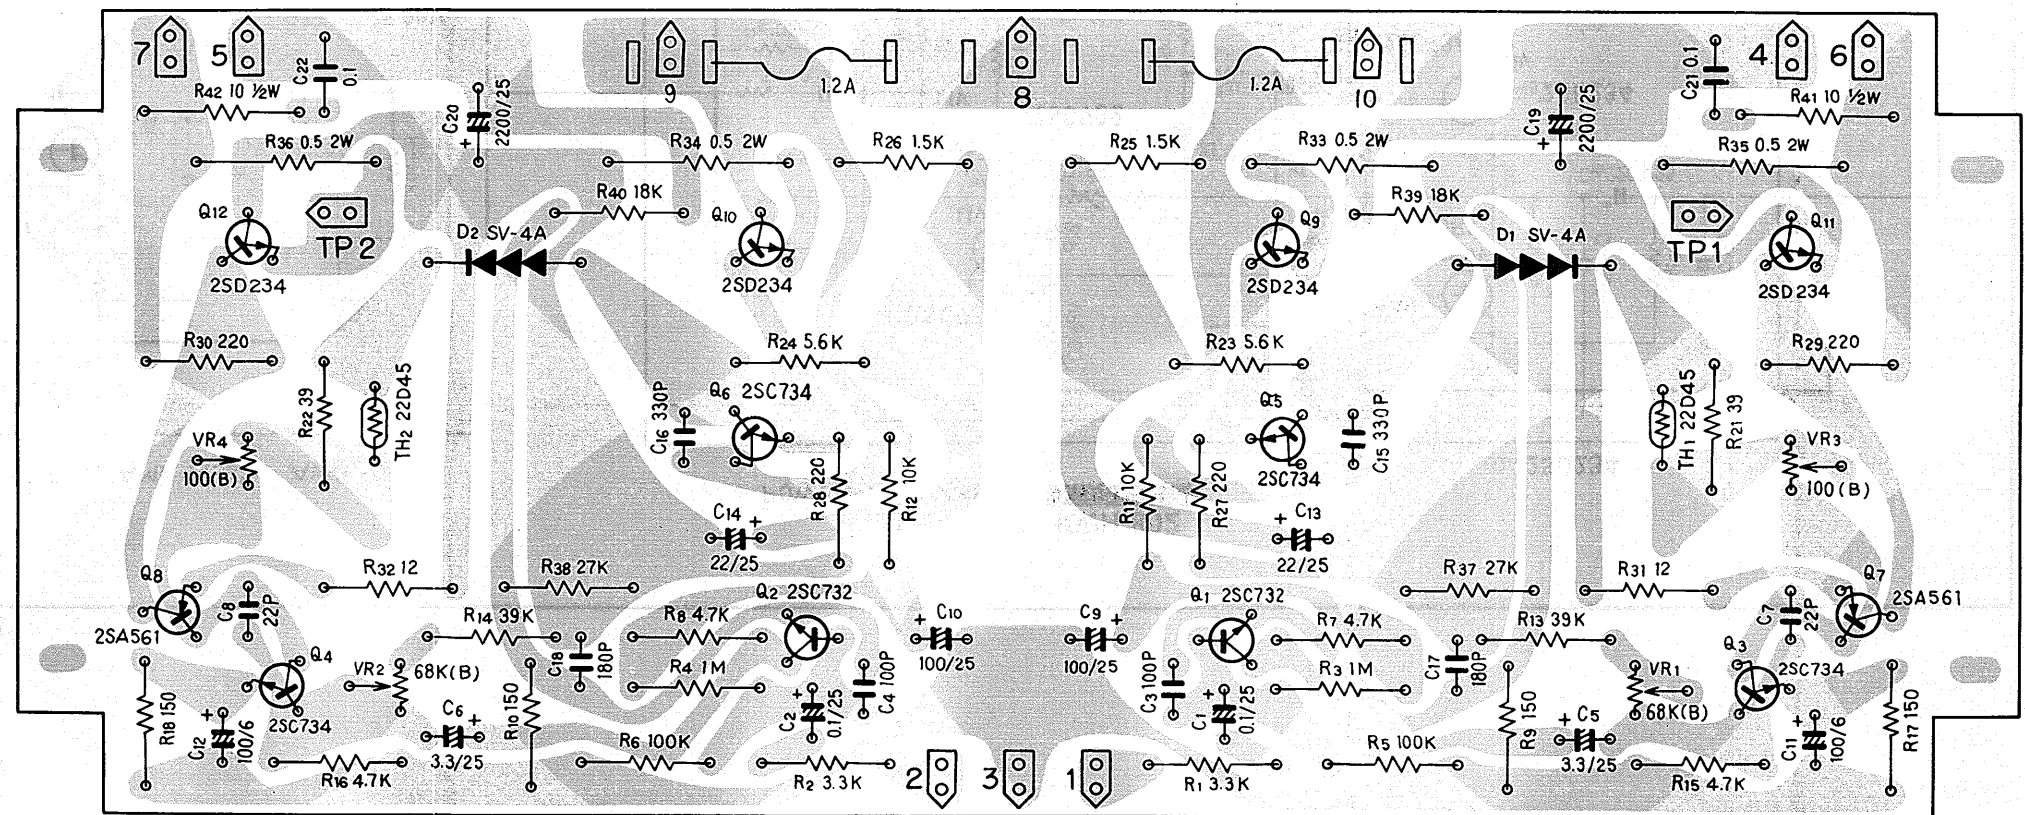 7
5
C22
0.1
R42 10 ½W
C20
2200/25
+
9
1.2A
8
1.2A
10
C19
2200/25
+
C21 0.1
4
6
R41 10 ½W
R36 0.5 2W
R34 0.5 2W
R26 1.5K
R25 1.5K
R33 0.5 2W
R35 0.5 2W
R40 18K
R39 18K
Q12
TP2
2SD234
D2 SV-4A
Q10
2SD234
Q9
2SD234
D1 SV-4A
TP1
Q11
2SD234
R30 220
R24 5.6K
R23 5.6K
R29 220
R22 39
TH2 22D45
C16 330P
Q6
2SC734
Q5
2SC734
C15 330P
TH1 22D45
R21 39
VR4
100(B)
R28 220
R12 10K
R11 10K
R27 220
VR3
100(B)
C14
+
22/25
+
C13
22/25
Q8
2SA561
C8
22P
R32 12
R38 27K
Q2 2SC732
Q1 2SC732
R37 27K
R31 12
C7
22P
Q7
2SA561
R14 39K
R8 4.7K
+
C10
100/25
C9
+
100/25
R7 4.7K
R13 39K
Q4
2SC734
VR2
68K(B)
C18
180P
R4 1M
C4 100P
C3 100P
R3 1M
C17
180P
VR1
68K(B)
Q3
2SC734
R18 150
C12
+
100/6
C6
+
3.3/25
R10 150
C2
+
0.1/25
C1
+
0.1/25
R9 150
+
C5
3.3/25
C11
+
100/6
R17 150
R16 4.7K
R6 100K
R2 3.3K
2
3
1
R1 3.3K
R5 100K
R15 4.7K